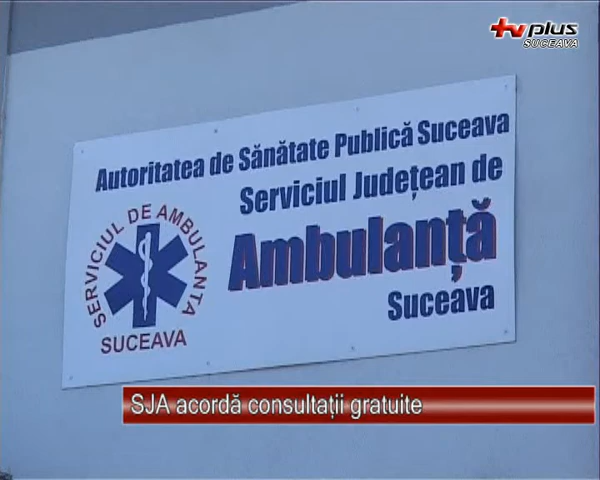 tv plus
SUCEAVA
Autoritatea de Sănătate Publică Suceava
Serviciul Județean de
Ambulanță
Suceava
SERVICIUL DE AMBULANTA
SUCEAVA
SJA acordă consultații gratuite